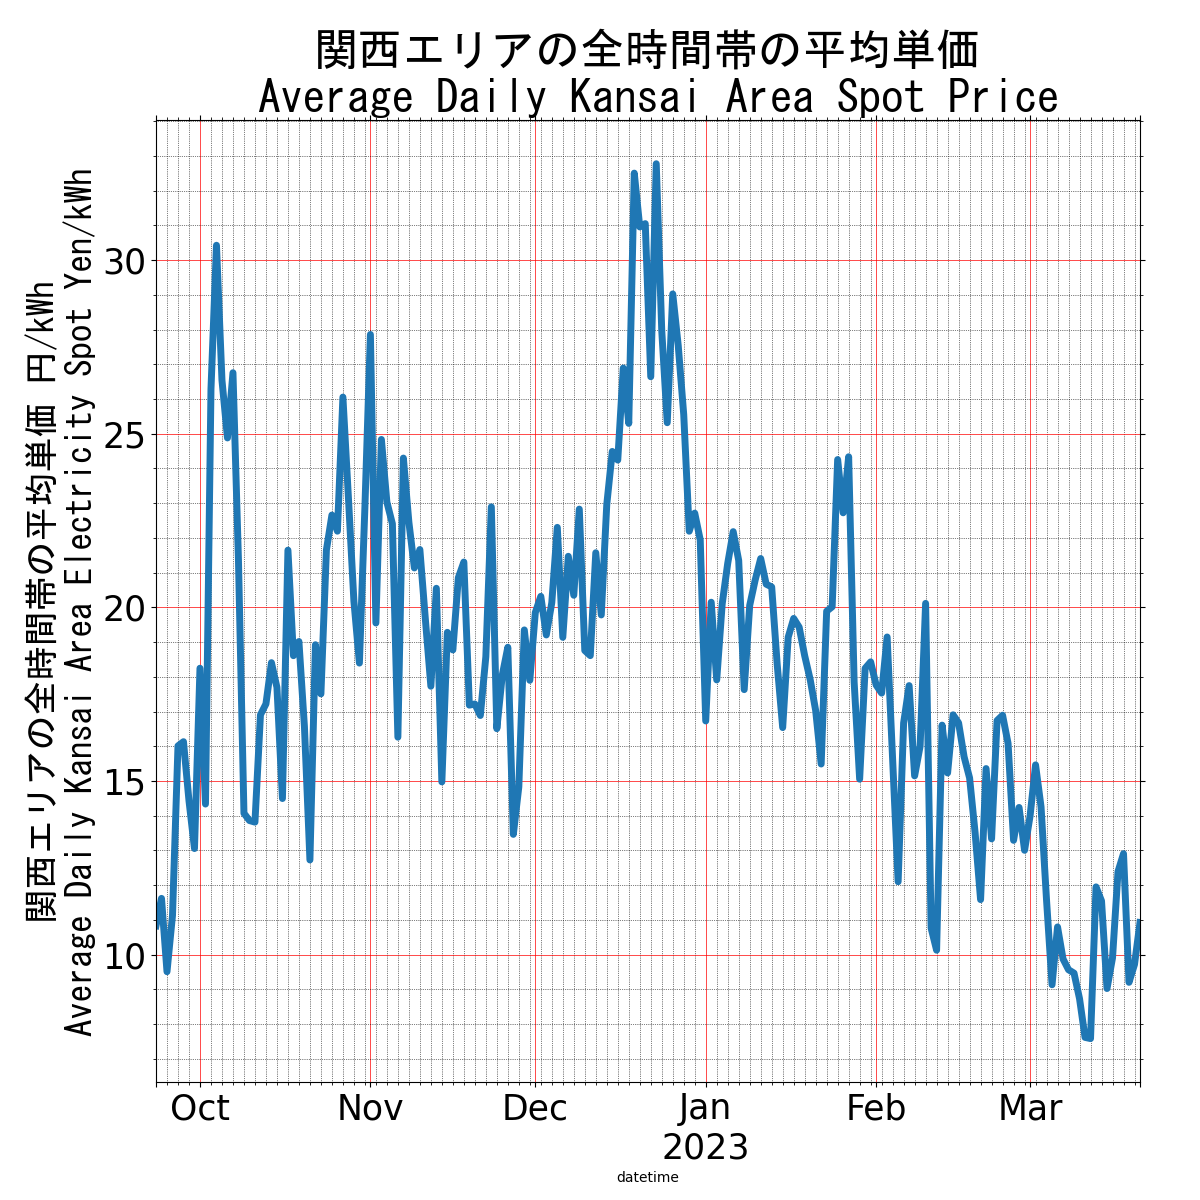 関西エリアの全時間帯の平均単価
Average Daily Kansai Area Spot Price
関西エリアの全時間帯の平均単価 円/kWh
Average Daily Kansai Area Electricity Spot Yen/kWh
30
25
20
15
10
Oct
Nov
Dec
Jan
Feb
Mar
2023
datetime